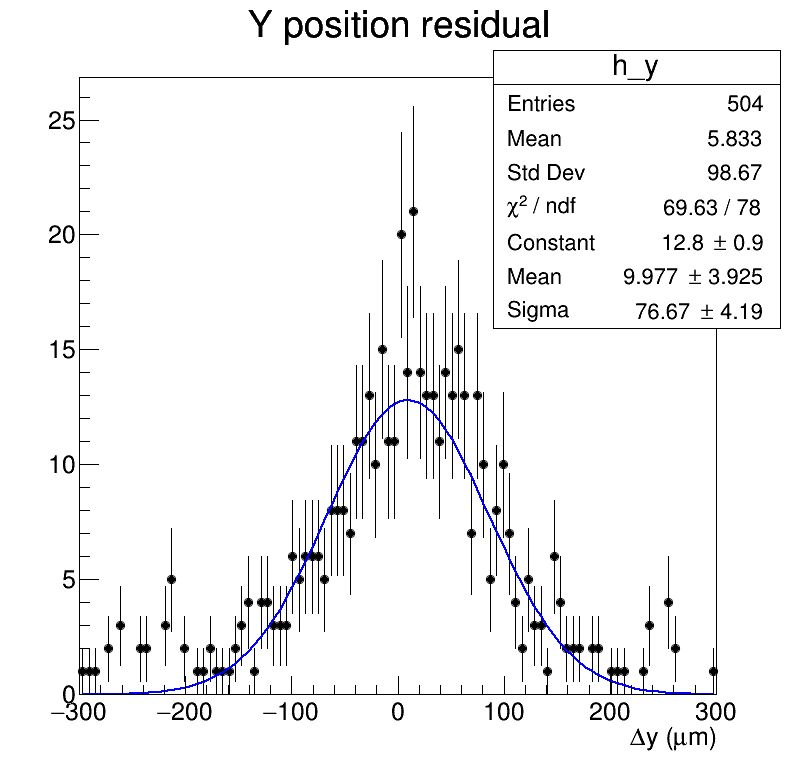 Y position residual
h_y
Entries 504
Mean 5.833
Std Dev 98.67
χ² / ndf 69.63 / 78
Constant 12.8 ± 0.9
Mean 9.977 ± 3.925
Sigma 76.67 ± 4.19
25
20
15
10
5
0
−300 −200 −100 0 100 200 300
Δy (μm)